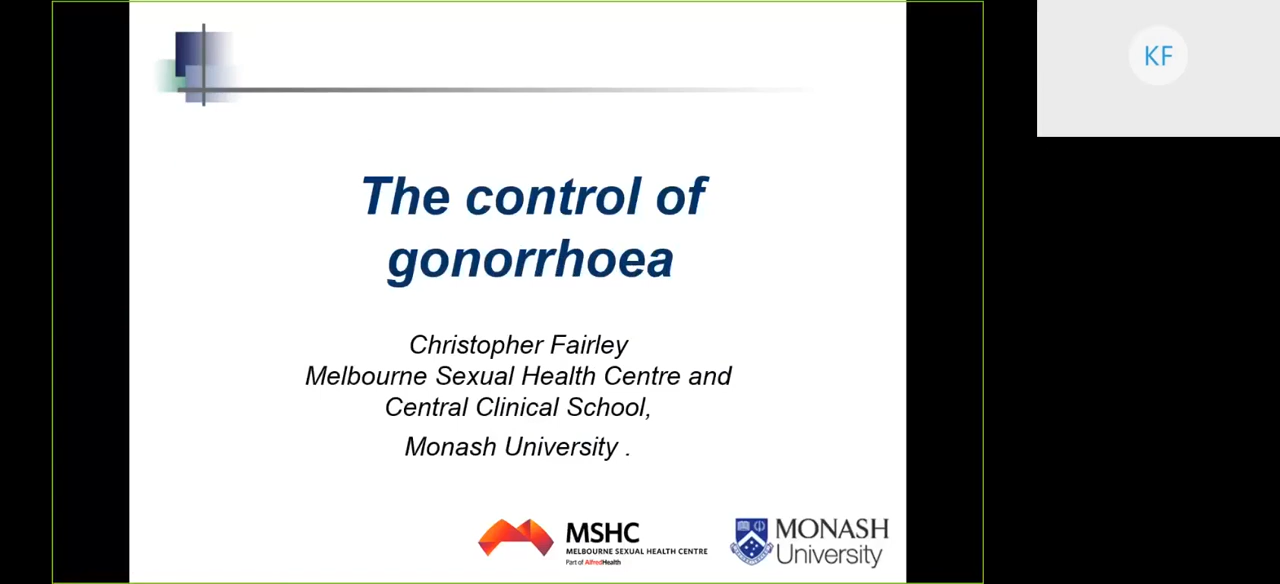 The control of
gonorrhoea
Christopher Fairley
Melbourne Sexual Health Centre and
Central Clinical School,
Monash University .
MSHC
MELBOURNE SEXUAL HEALTH CENTRE
Part of AlfredHealth
MONASH
University
KF